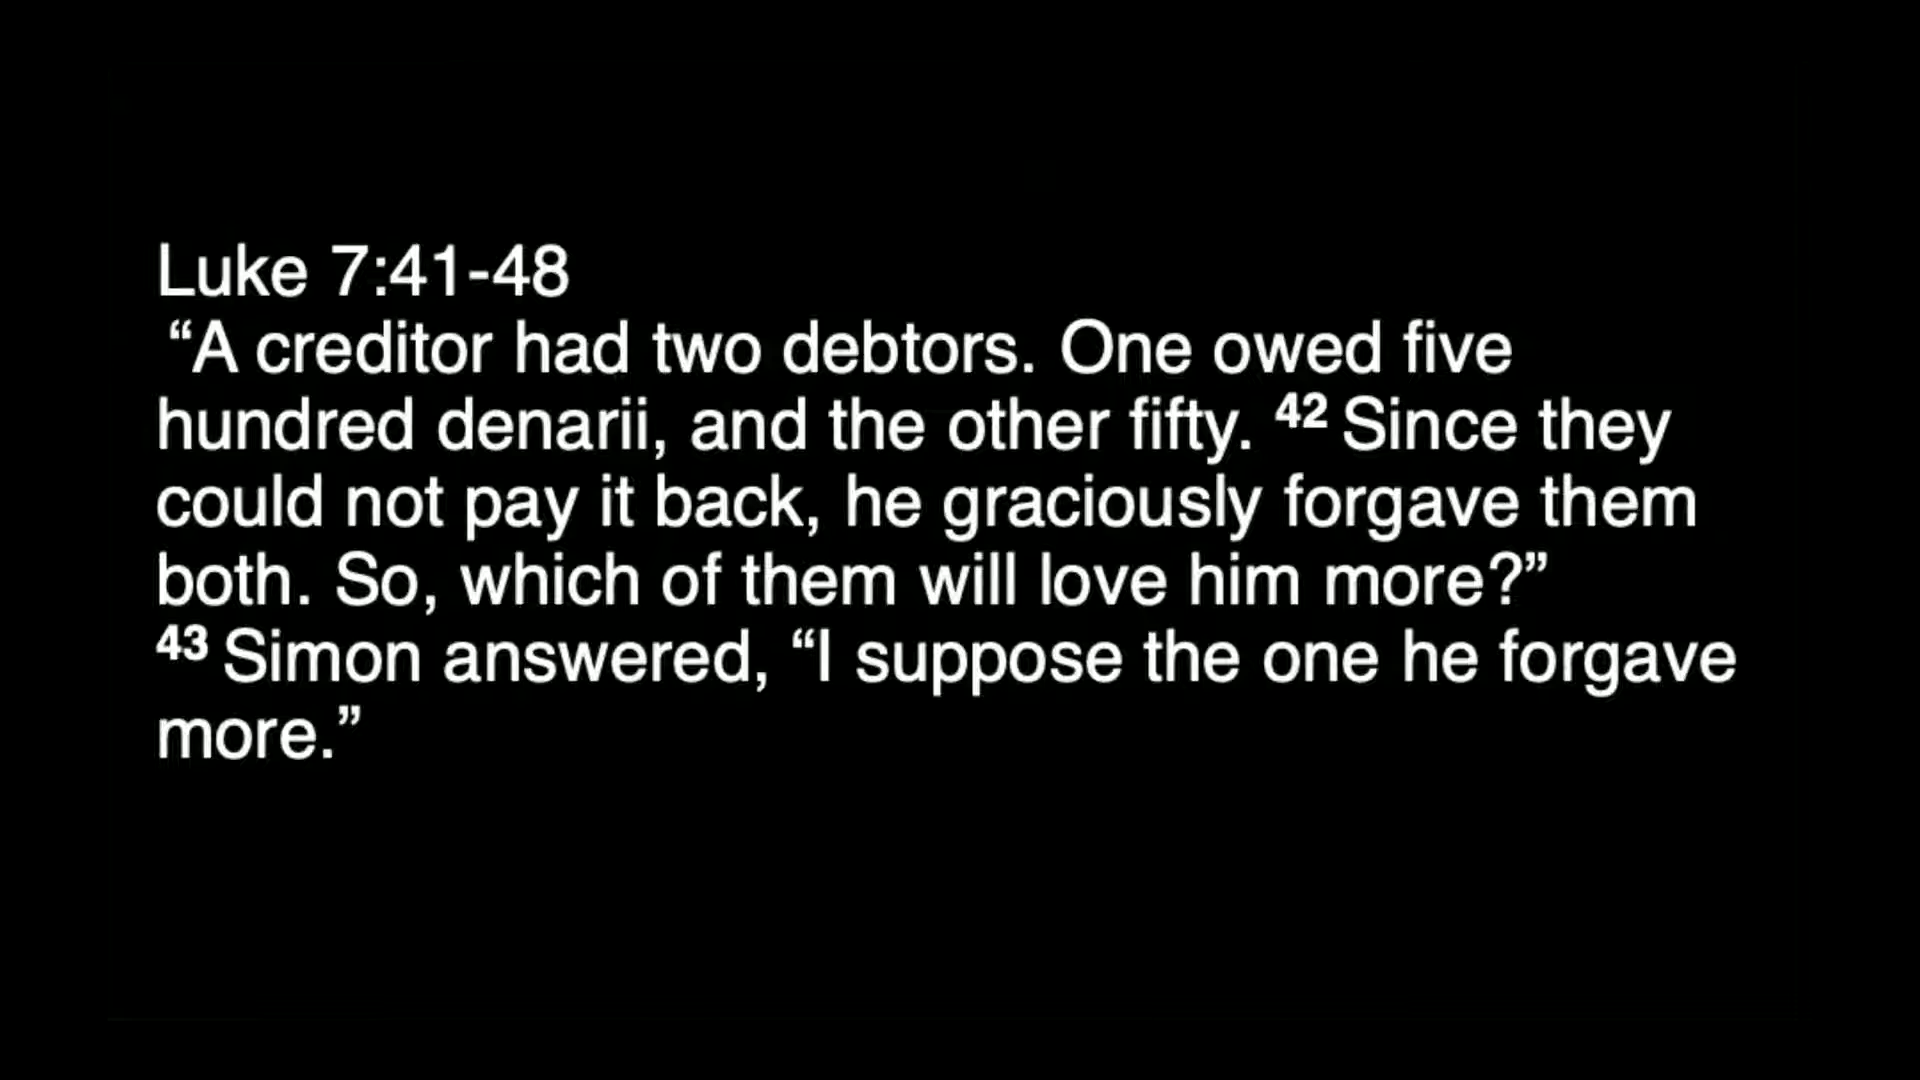 Luke 7:41-48
“A creditor had two debtors. One owed five
hundred denarii, and the other fifty. 42 Since they
could not pay it back, he graciously forgave them
both. So, which of them will love him more?”
43 Simon answered, “I suppose the one he forgave
more.”